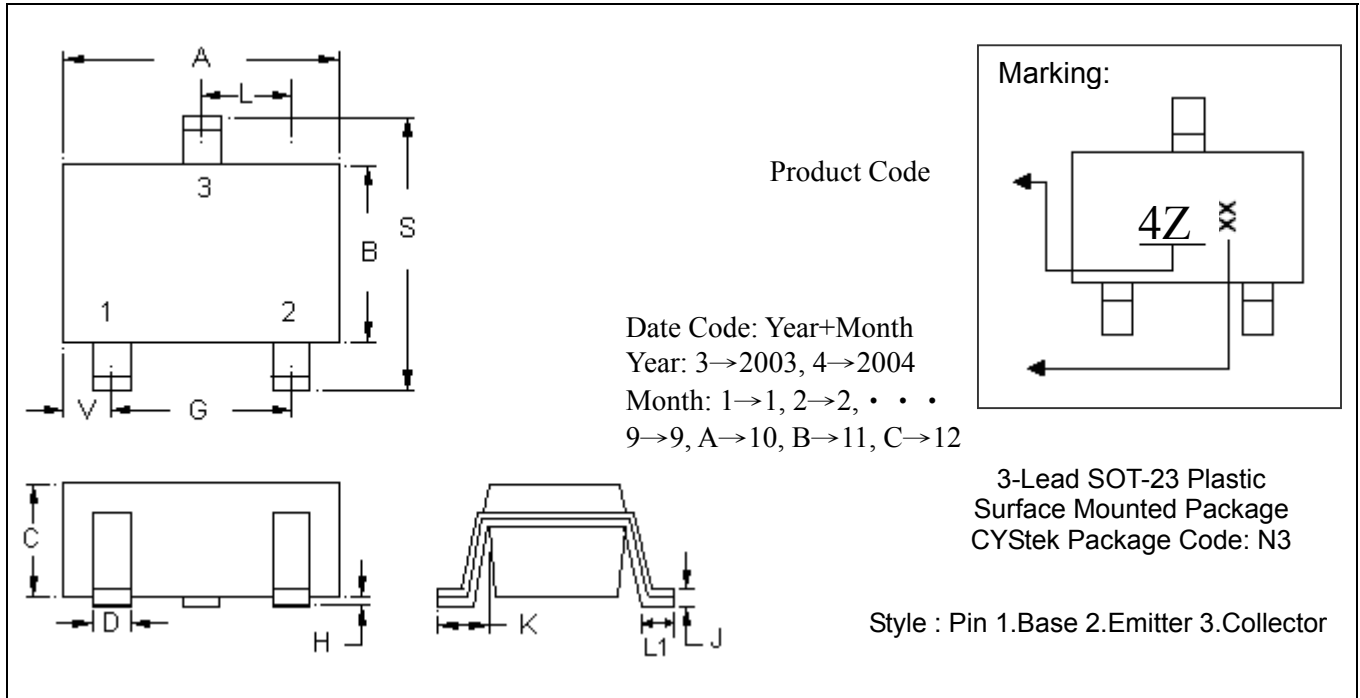 A
L
3
S
B
1
2
V
G
Marking:
Product Code
4Z
XX
Date Code: Year+Month
Year: 3→2003, 4→2004
Month: 1→1, 2→2, ・・・
9→9, A→10, B→11, C→12
C
D
H
K
L1
J
3-Lead SOT-23 Plastic
Surface Mounted Package
CYStek Package Code: N3
Style : Pin 1.Base 2.Emitter 3.Collector